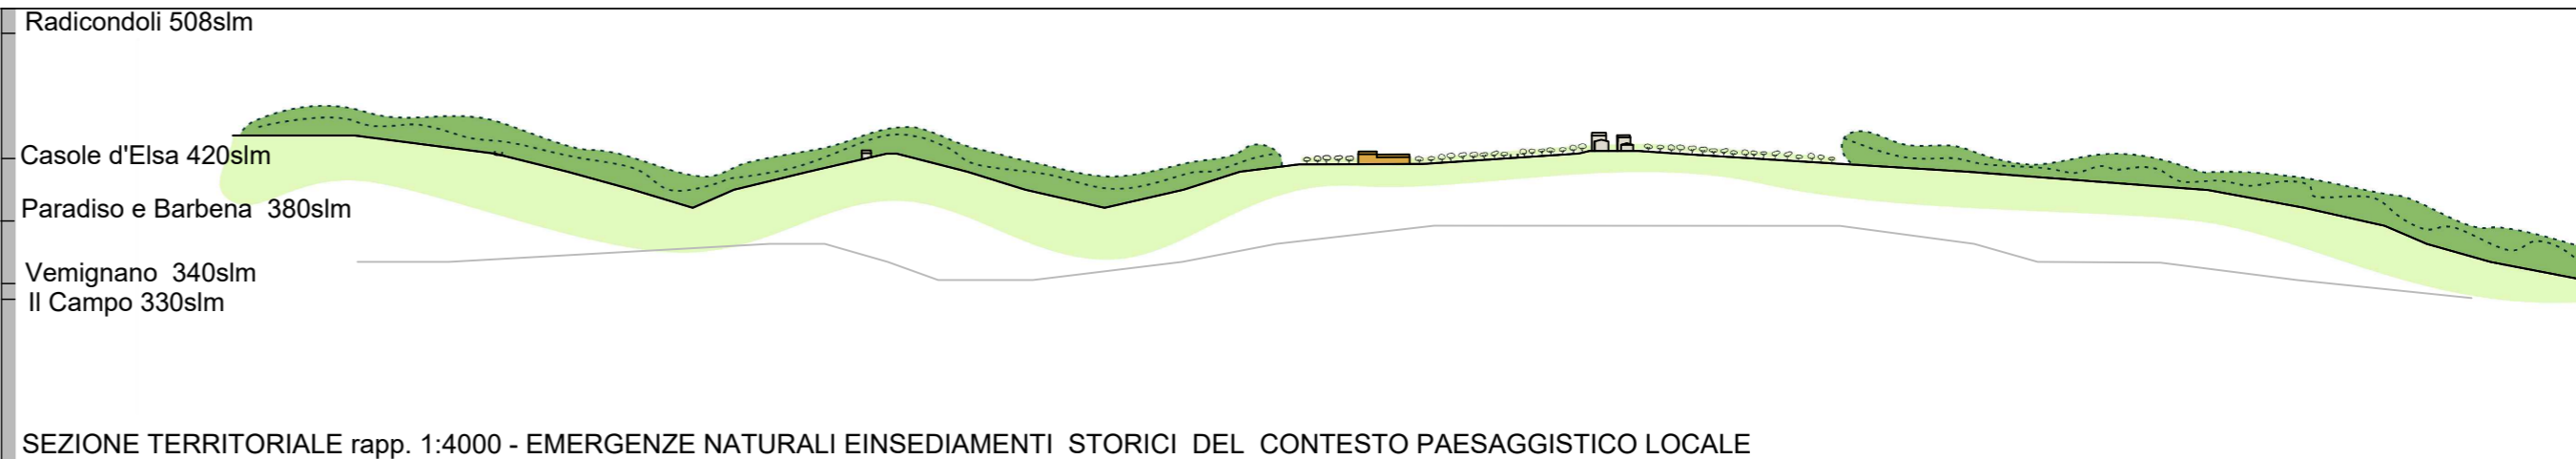 Radicondoli 508slm
Casole d'Elsa 420slm
Paradiso e Barbena  380slm
Vemignano  340slm
Il Campo 330slm
SEZIONE TERRITORIALE rapp. 1:4000 - EMERGENZE NATURALI EINSEDIAMENTI  STORICI  DEL  CONTESTO PAESAGGISTICO LOCALE